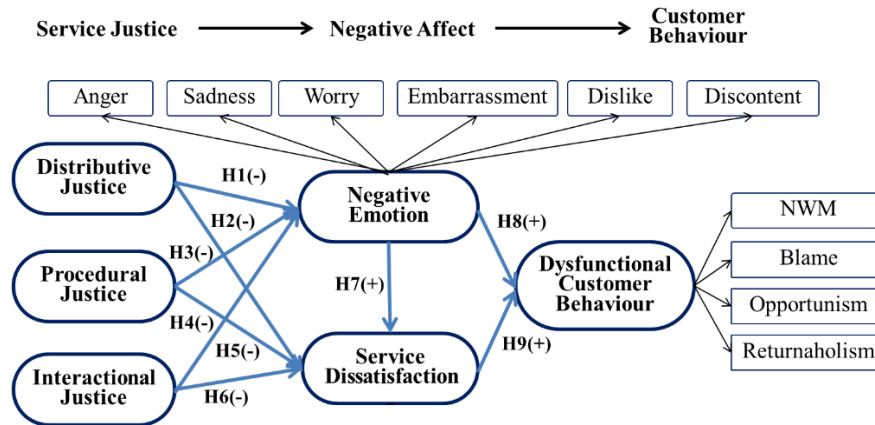 Service Justice
Negative Affect
Customer
Behaviour
Anger
Sadness
Worry
Embarrassment
Dislike
Discontent
Distributive
Justice
H1(-)
H2(-)
Negative
Emotion
H8(+)
NWM
Procedural
Justice
H3(-)
H4(-)
H7(+)
Dysfunctional
Customer
Behaviour
Blame
Opportunism
H5(-)
H9(+)
Returnaholism
Interactional
Justice
H6(-)
Service
Dissatisfaction